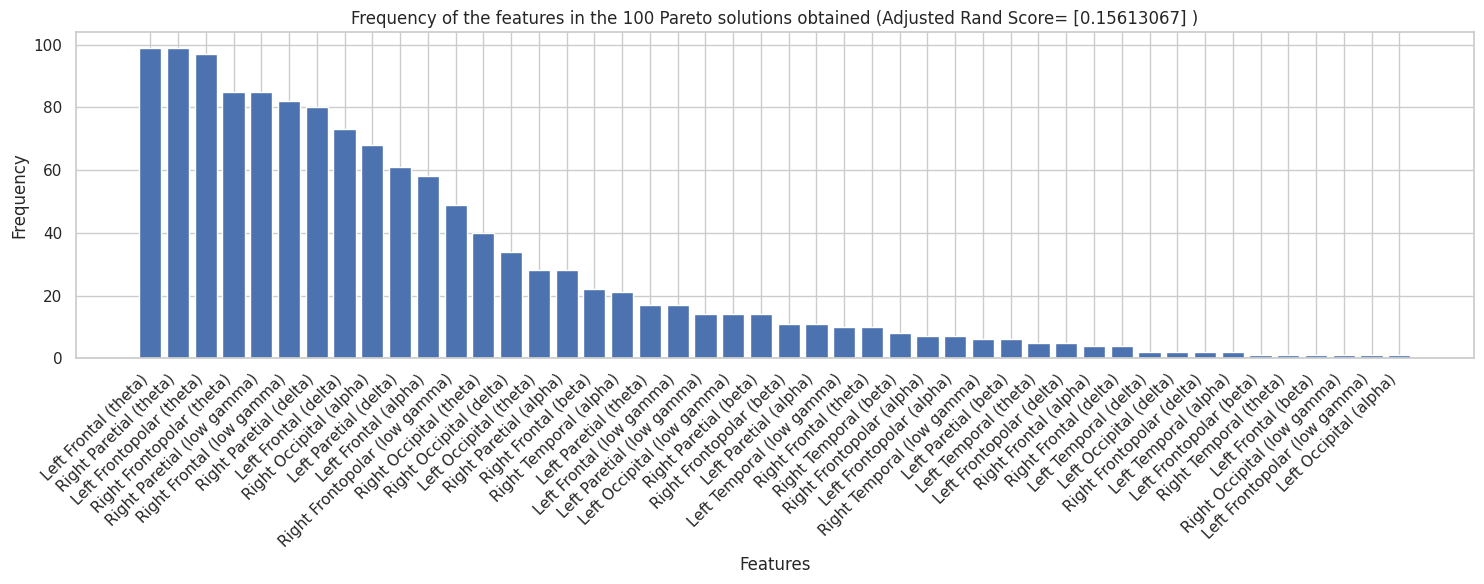 Frequency of the features in the 100 Pareto solutions obtained (Adjusted Rand Score= [0.15613067] )
Frequency
100
80
60
40
20
0
Left Frontal (theta)
Right Paretial (theta)
Left Frontopolar (theta)
Right Frontopolar (theta)
Right Paretial (low gamma)
Right Frontal (low gamma)
Right Paretial (delta)
Left Frontal (delta)
Right Occipital (alpha)
Left Paretial (delta)
Left Frontal (alpha)
Right Frontopolar (low gamma)
Right Occipital (theta)
Right Occipital (delta)
Left Occipital (theta)
Right Paretial (alpha)
Right Frontal (beta)
Right Temporal (alpha)
Left Paretial (theta)
Left Frontal (low gamma)
Left Paretial (low gamma)
Left Occipital (low gamma)
Right Paretial (beta)
Right Frontopolar (beta)
Left Paretial (alpha)
Left Temporal (low gamma)
Right Frontal (theta)
Right Temporal (beta)
Right Frontopolar (alpha)
Left Frontopolar (alpha)
Right Temporal (low gamma)
Left Paretial (beta)
Left Temporal (theta)
Left Frontopolar (delta)
Right Frontal (alpha)
Right Frontal (delta)
Left Temporal (delta)
Left Occipital (delta)
Right Frontopolar (delta)
Left Temporal (alpha)
Left Frontopolar (beta)
Right Temporal (theta)
Left Frontal (beta)
Right Occipital (low gamma)
Left Frontopolar (low gamma)
Left Occipital (alpha)
Features